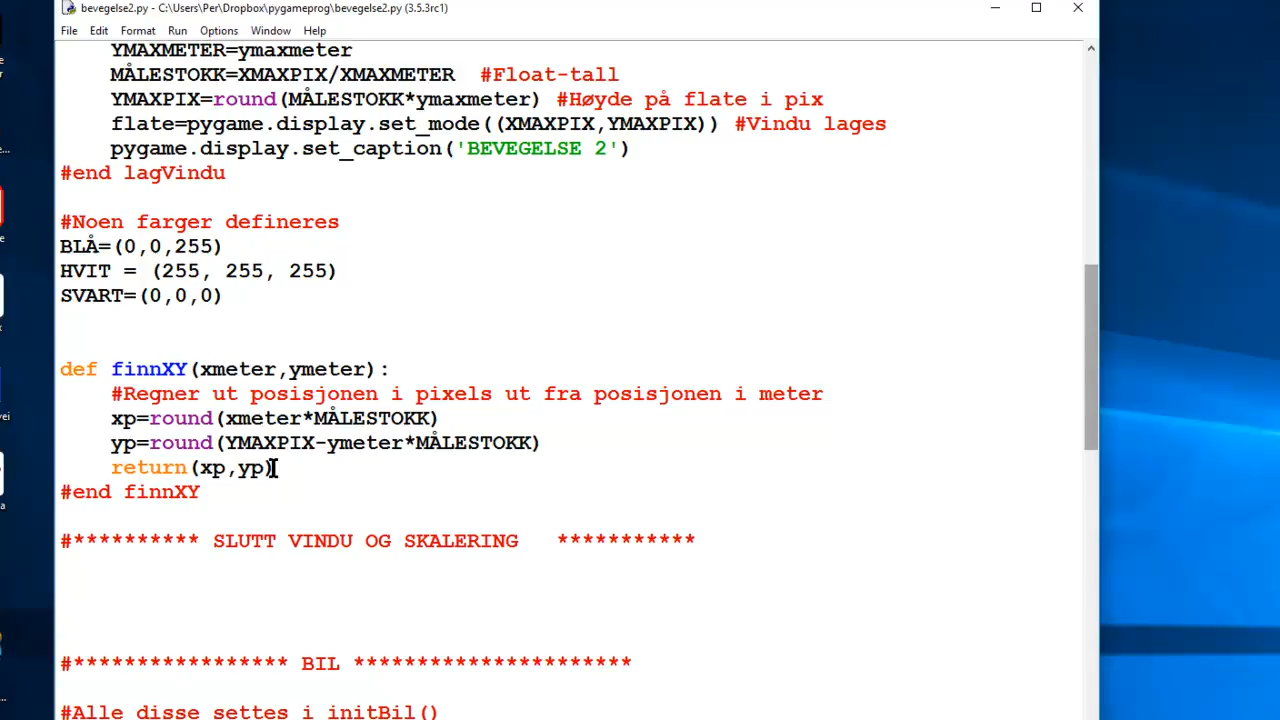 bevegelse2.py - C:\Users\Per\Dropbox\pygameprog\bevegelse2.py (3.5.3rc1)
File Edit Format Run Options Window Help
YMAXMETER=ymaxmeter
MÅLESTOKK=XMAXPIX/XMAXMETER #Float-tall
YMAXPIX=round(MÅLESTOKK*ymaxmeter) #Høyde på flate i pix
flate=pygame.display.set_mode((XMAXPIX,YMAXPIX)) #Vindu lages
pygame.display.set_caption('BEVEGELSE 2')
#end lagVindu
#Noen farger defineres
BLÅ=(0,0,255)
HVIT = (255, 255, 255)
SVART=(0,0,0)
def finnXY(xmeter,ymeter):
#Regner ut posisjonen i pixels ut fra posisjonen i meter
xp=round(xmeter*MÅLESTOKK)
yp=round(YMAXPIX-ymeter*MÅLESTOKK)
return(xp,yp)
#end finnXY
#********** SLUTT VINDU OG SKALERING ***********
#***************** BIL **********************
#Alle disse settes i initBil()